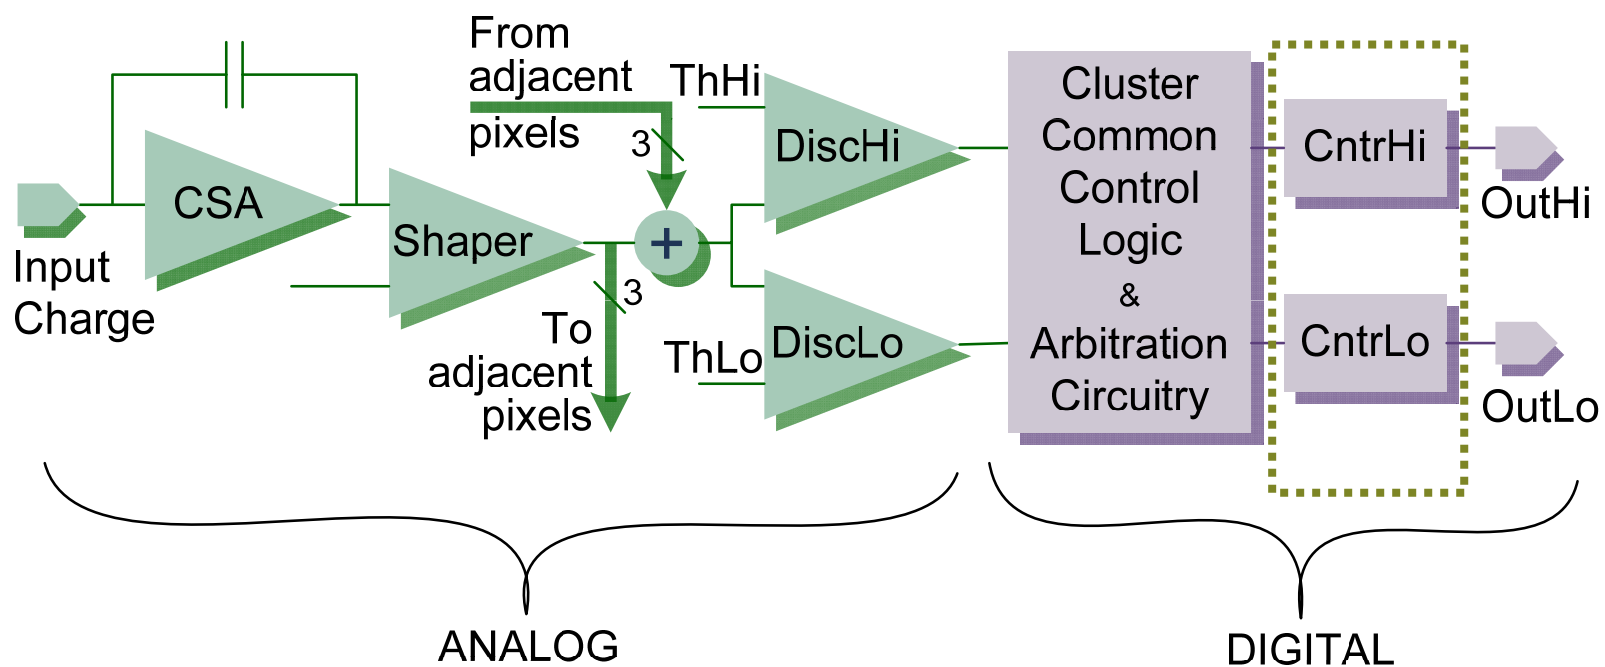 From
adjacent
pixels
3
ThHi
DiscHi
Cluster
Common
Control
Logic
&
Arbitration
Circuitry
CntrHi
OutHi
CSA
Input
Charge
Shaper
+
3
To
adjacent
pixels
ThLo
DiscLo
CntrLo
OutLo
ANALOG
DIGITAL